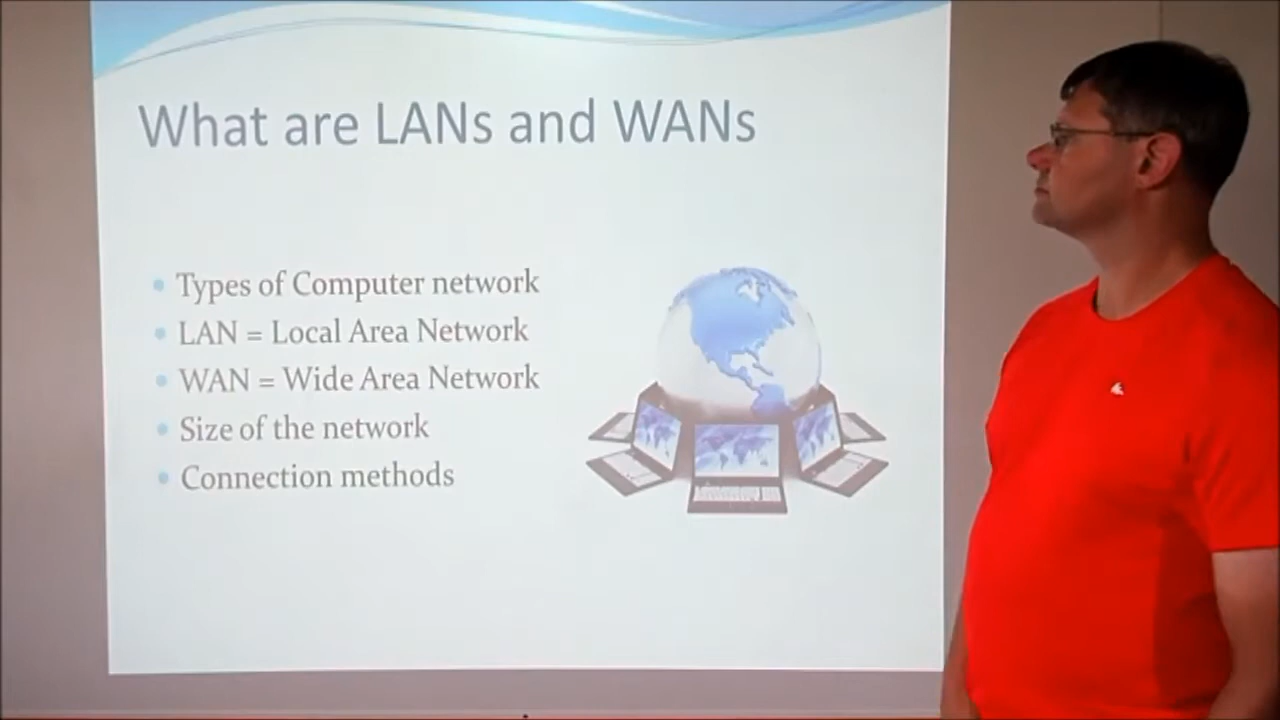 What are LANs and WANs
Types of Computer network
LAN = Local Area Network
WAN = Wide Area Network
Size of the network
Connection methods